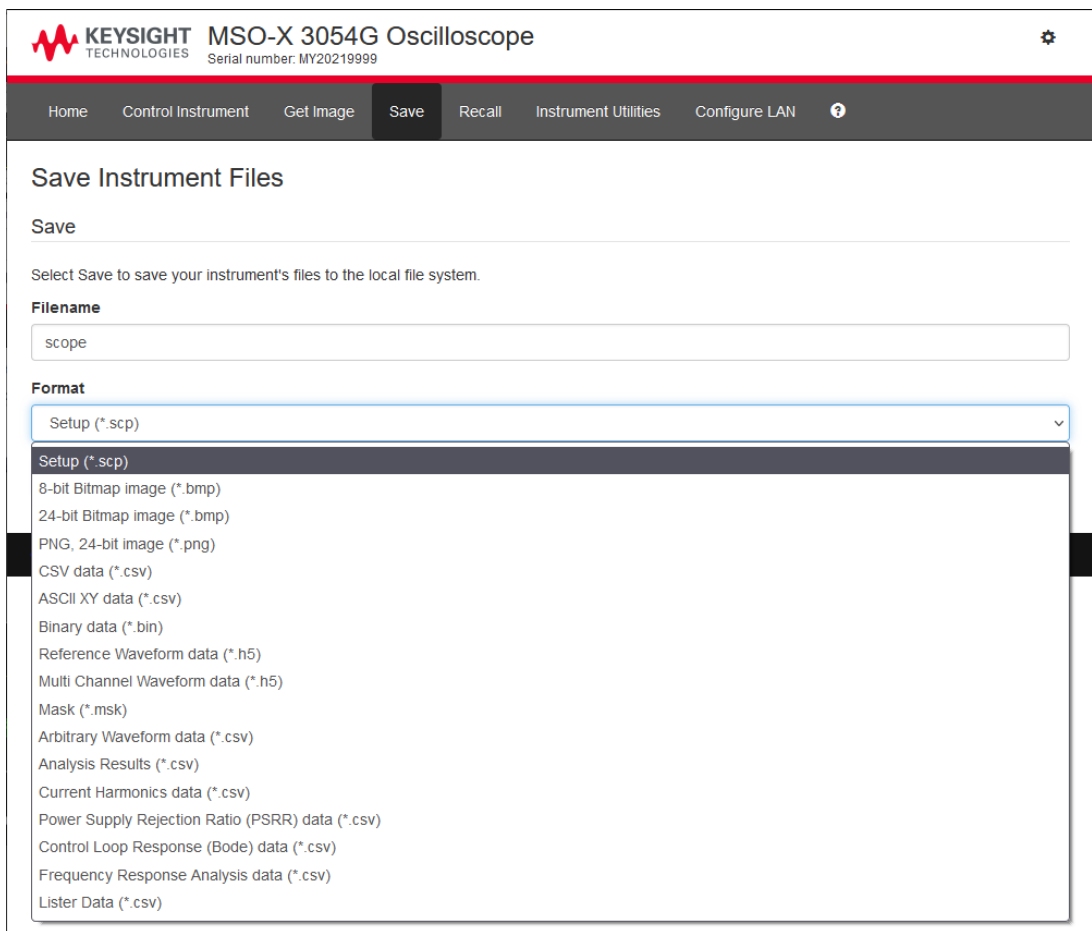 KEYSIGHT
TECHNOLOGIES
MSO-X 3054G Oscilloscope
Serial number: MY20219999
Home Control Instrument Get Image Save Recall Instrument Utilities Configure LAN ?
Save Instrument Files
Save
Select Save to save your instrument's files to the local file system.
Filename
scope
Format
Setup (*.scp)
Setup (*.scp)
8-bit Bitmap image (*.bmp)
24-bit Bitmap image (*.bmp)
PNG, 24-bit image (*.png)
CSV data (*.csv)
ASCII XY data (*.csv)
Binary data (*.bin)
Reference Waveform data (*.h5)
Multi Channel Waveform data (*.h5)
Mask (*.msk)
Arbitrary Waveform data (*.csv)
Analysis Results (*.csv)
Current Harmonics data (*.csv)
Power Supply Rejection Ratio (PSRR) data (*.csv)
Control Loop Response (Bode) data (*.csv)
Frequency Response Analysis data (*.csv)
Lister Data (*.csv)